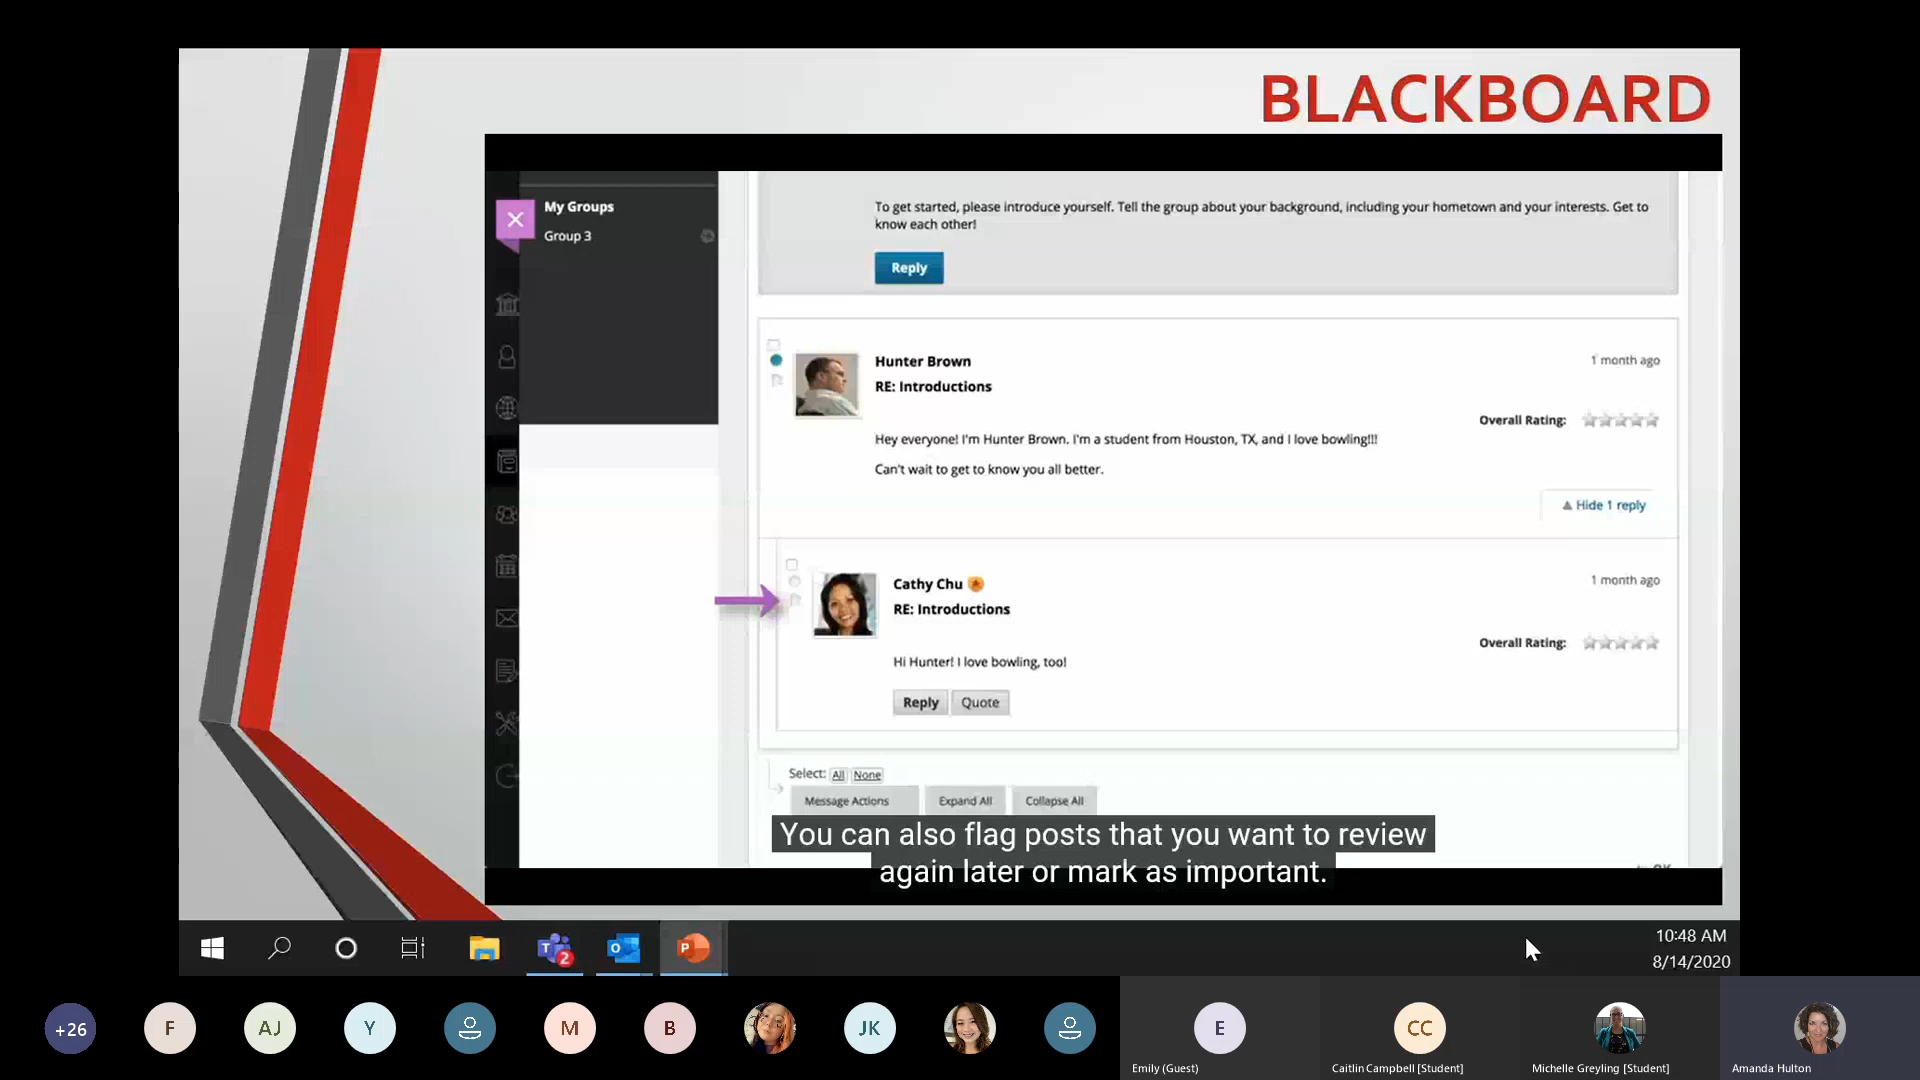 BLACKBOARD
My Groups
Group 3
To get started, please introduce yourself. Tell the group about your background, including your hometown and your interests. Get to
know each other!
Reply
Hunter Brown
1 month ago
RE: Introductions
Overall Rating:
Hey everyone! I'm Hunter Brown. I'm a student from Houston, TX, and I love bowling!!!
Can't wait to get to know you all better.
Hide 1 reply
Cathy Chu
1 month ago
RE: Introductions
Overall Rating:
Hi Hunter! I love bowling, too!
Reply Quote
Select: All None
Message Actions Expand All Collapse All
You can also flag posts that you want to review
again later or mark as important.
10:48 AM
8/14/2020
+26 F AJ Y M B JK E CC
Emily (Guest) Caitlin Campbell [Student] Michelle Greyling [Student] Amanda Hulton